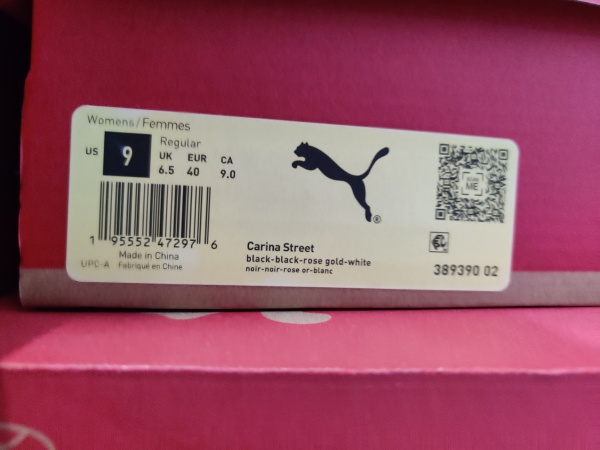 Womens/Femmes
Regular
US 9 UK EUR CA
6.5 40 9.0
1 95552 47297 6
UPC-A Made in China
Fabriqué en Chine
®
Carina Street
black-black-rose gold-white
noir-noir-rose or-blanc
ME
389390 02